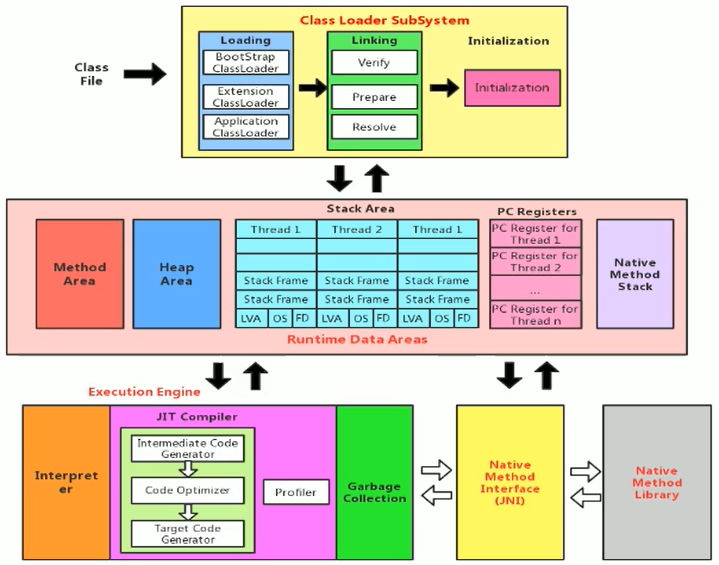 Class Loader SubSystem
Class
File
Loading
BootStrap
ClassLoader
Extension
ClassLoader
Application
ClassLoader
Linking
Verify
Prepare
Resolve
Initialization
Initialization
Stack Area
Method
Area
Heap
Area
Thread 1
Thread 2
Thread 1
Stack Frame
Stack Frame
Stack Frame
Stack Frame
Stack Frame
Stack Frame
LVA
OS
FD
LVA
OS
FD
LVA
OS
FD
PC Registers
PC Register for
Thread 1
PC Register for
Thread 2
...
PC Register for
Thread n
Native
Method
Stack
Runtime Data Areas
Execution Engine
Interpret
er
JIT Compiler
Intermediate Code
Generator
Code Optimizer
Target Code
Generator
Profiler
Garbage
Collection
Native
Method
Interface
(JNI)
Native
Method
Library